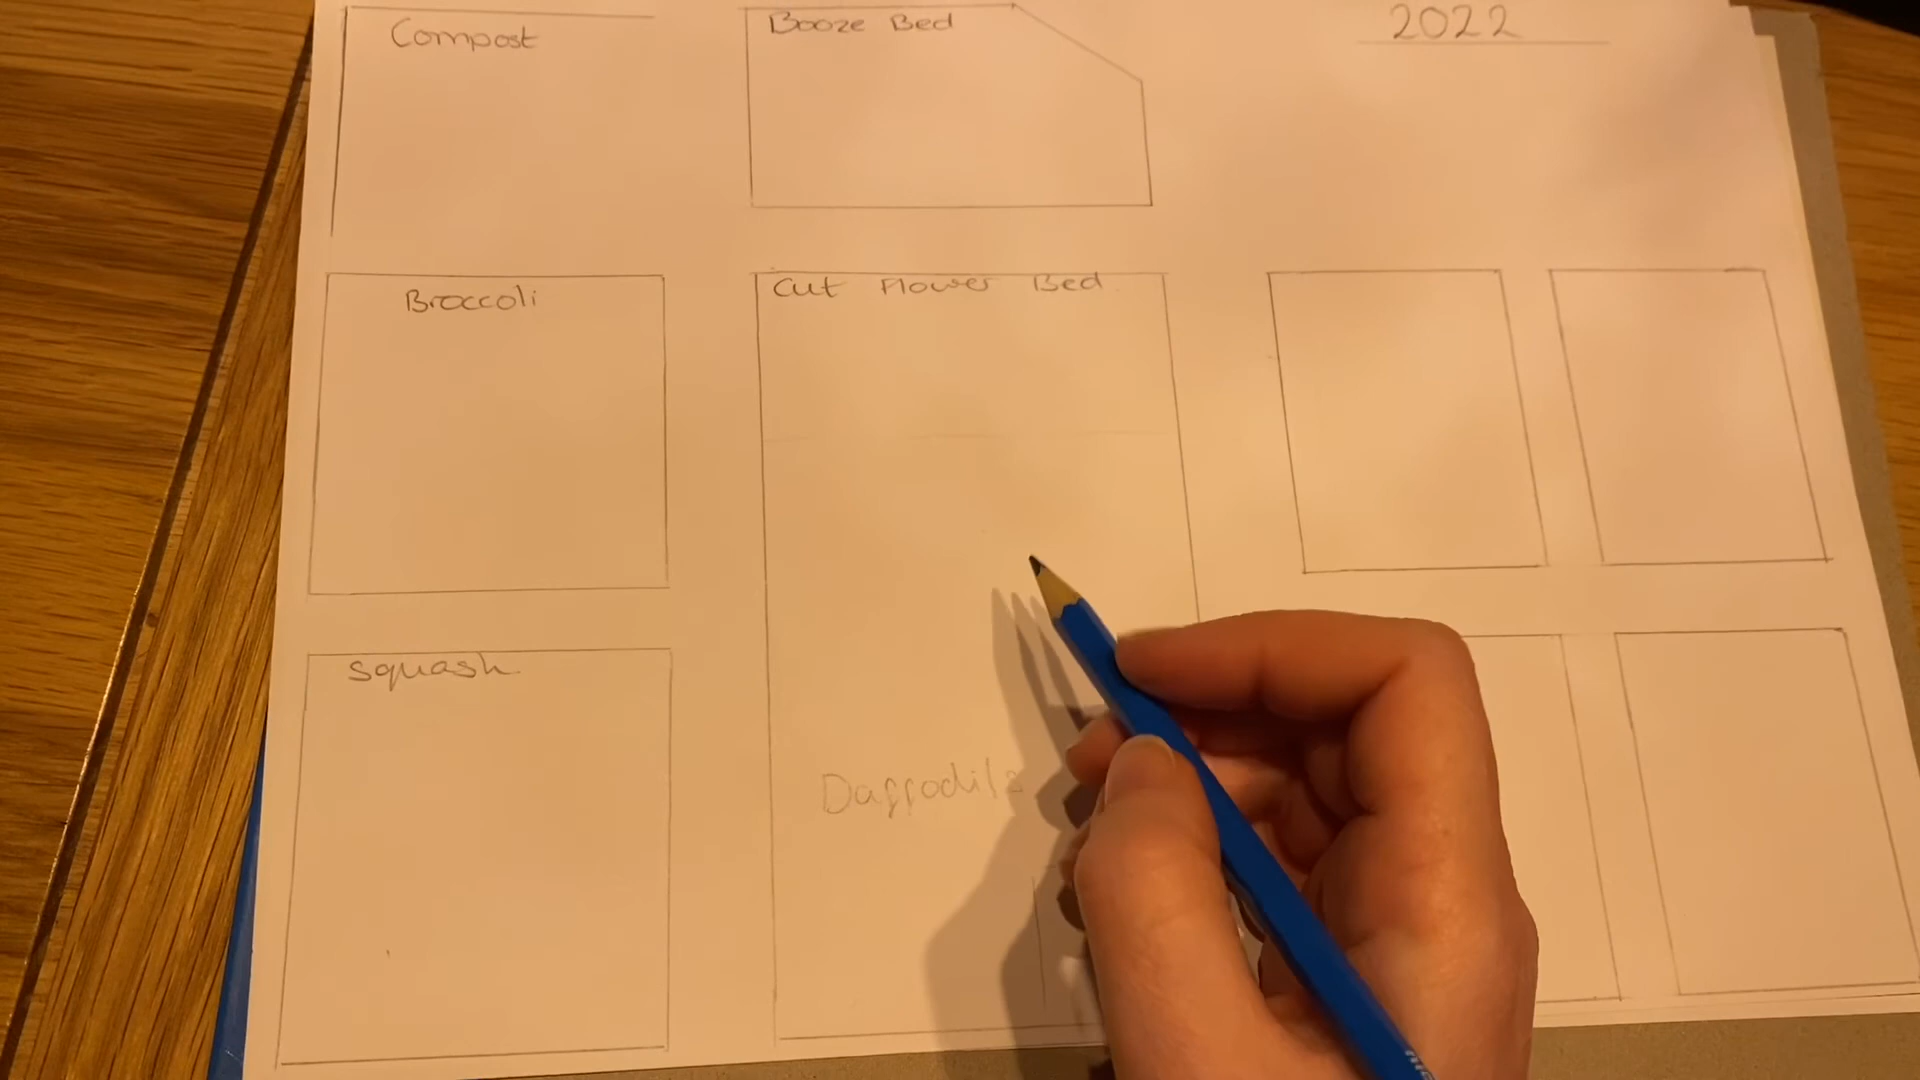 Compost
Booze Bed
2022
Broccoli
Cut Flower Bed
Squash
Daffodils